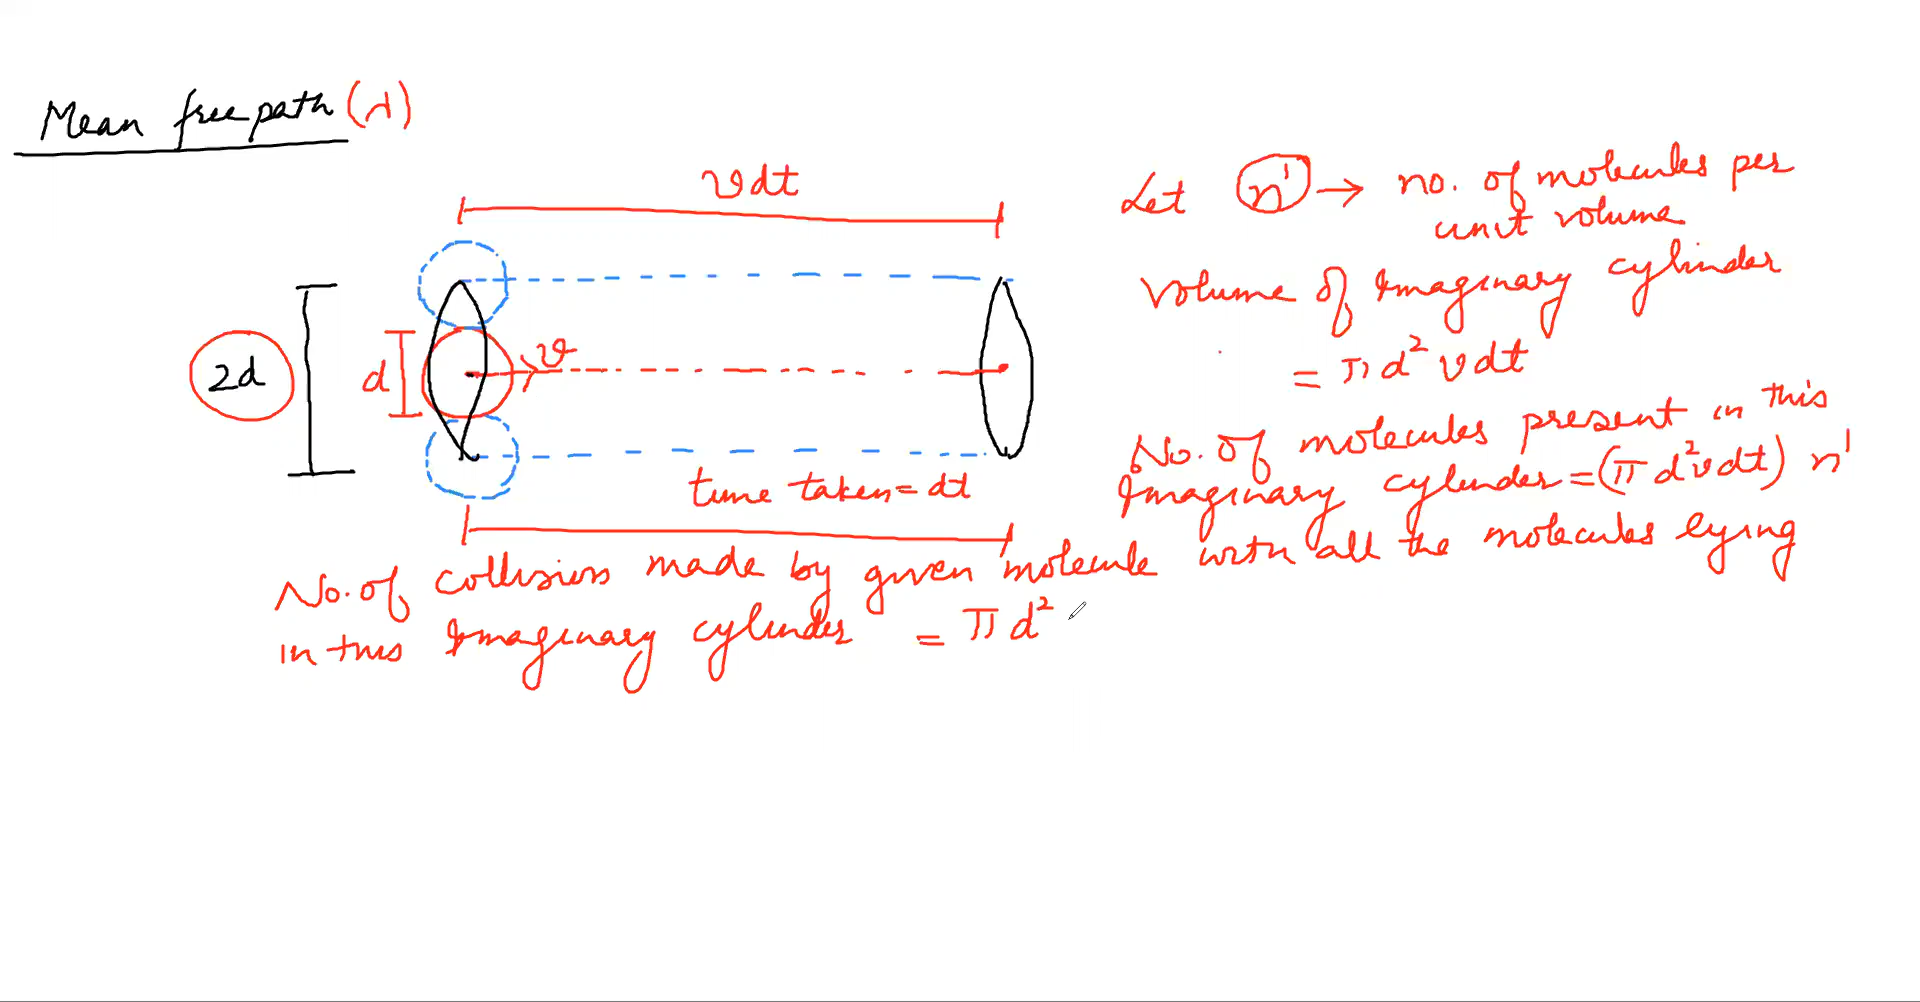 Mean free path (λ)
vdt
2d
d
v
time taken = dt
Let n' → no. of molecules per
unit volume
Volume of Imaginary cylinder
= πd² vdt
No. of molecules present in this
Imaginary cylinder = (πd²vdt) n'
No. of collisions made by given molecule with all the molecules lying
in this Imaginary cylinder = πd²